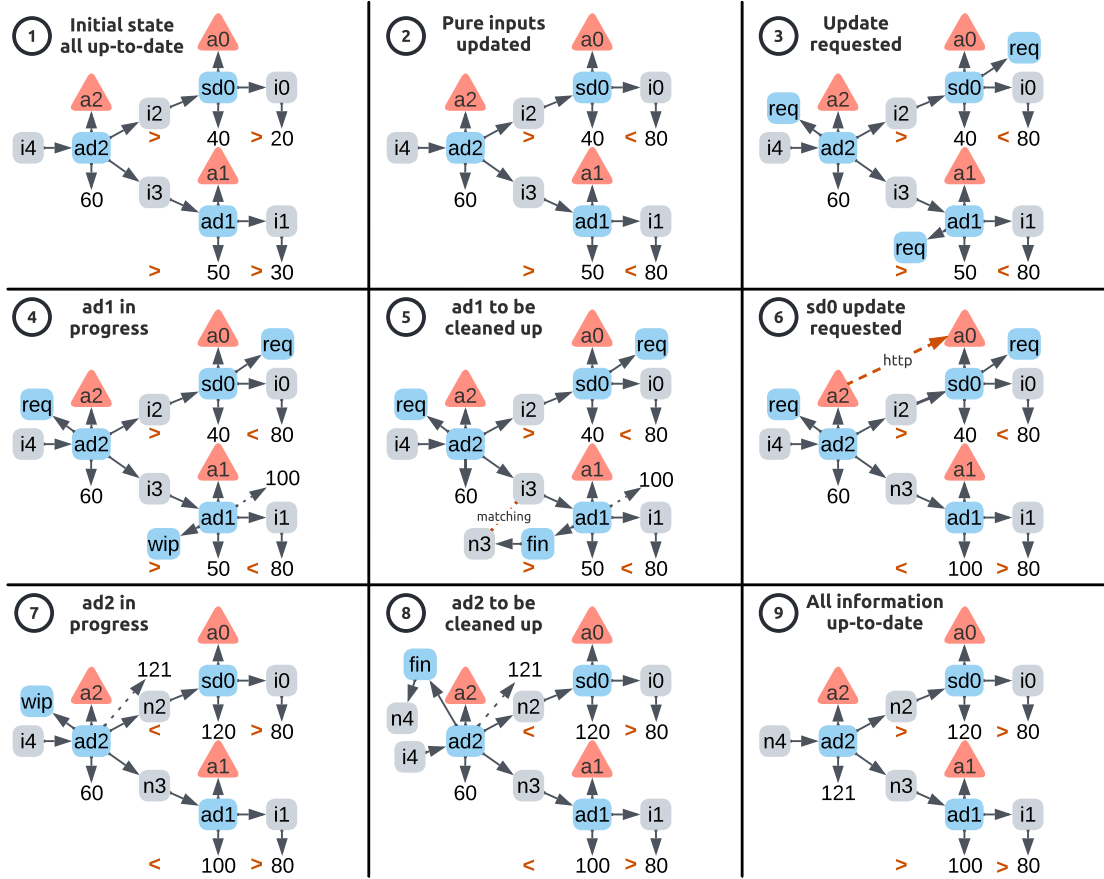 1 Initial state
all up-to-date
a0
a2
sd0 i0
i2
> 40 > 20
i4 ad2
a1
60 i3
ad1 i1
> 50 > 30
2 Pure inputs
updated
a0
a2
sd0 i0
i2
> 40 < 80
i4 ad2
a1
60 i3
ad1 i1
> 50 < 80
3 Update
requested
a0 req
a2
sd0 i0
req i2
> 40 < 80
i4 ad2
a1
60 i3
ad1 i1
req
> 50 < 80
4 ad1 in
progress
a0 req
a2
sd0 i0
req i2
> 40 < 80
i4 ad2
a1
100
60 i3
ad1 i1
wip
> 50 < 80
5 ad1 to be
cleaned up
a0 req
a2
sd0 i0
req i2
> 40 < 80
i4 ad2
a1
100
60 i3
matching ad1 i1
n3 fin
> 50 < 80
6 sd0 update
requested
a0 req
http
a2
sd0 i0
req i2
> 40 < 80
i4 ad2
a1
60 n3
ad1 i1
< 100 > 80
7 ad2 in
progress
a0
121
a2
sd0 i0
wip n2
< 120 > 80
i4 ad2
a1
60 n3
ad1 i1
< 100 > 80
8 ad2 to be
cleaned up
a0
fin 121
a2
sd0 i0
n4 n2
< 120 > 80
i4 ad2
a1
60 n3
ad1 i1
< 100 > 80
9 All information
up-to-date
a0
a2
sd0 i0
n2
> 120 > 80
n4 ad2
a1
121 n3
ad1 i1
> 100 > 80